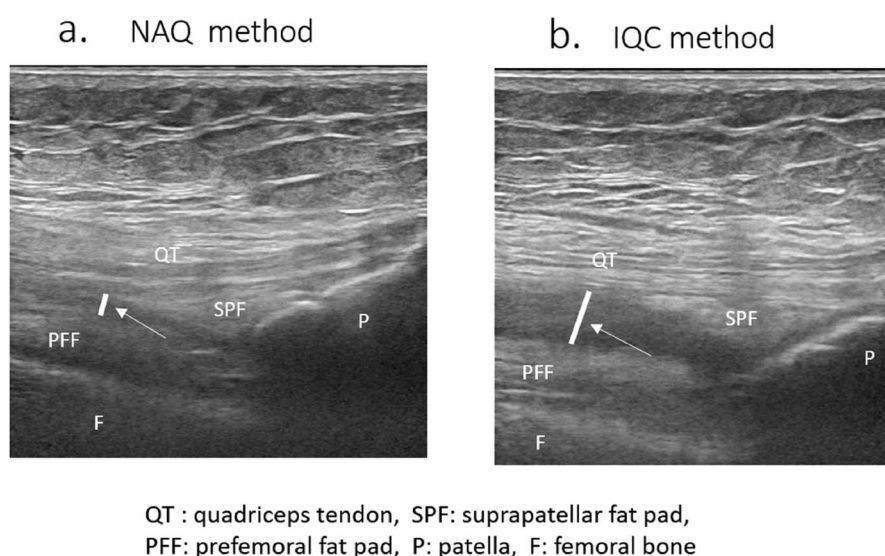 a. NAQ method
b. IQC method
QT
SPF
P
PFF
F
QT
SPF
P
PFF
F
QT : quadriceps tendon, SPF: suprapatellar fat pad,
PFF: prefemoral fat pad, P: patella, F: femoral bone